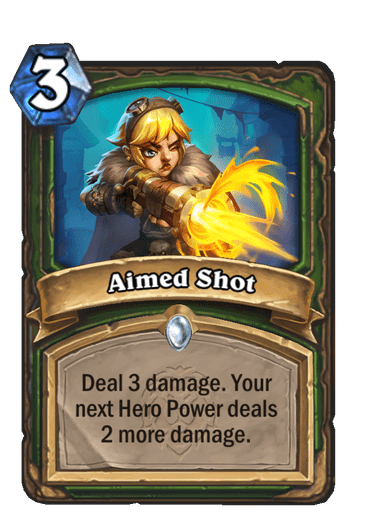 3
Aimed Shot
Deal 3 damage. Your
next Hero Power deals
2 more damage.